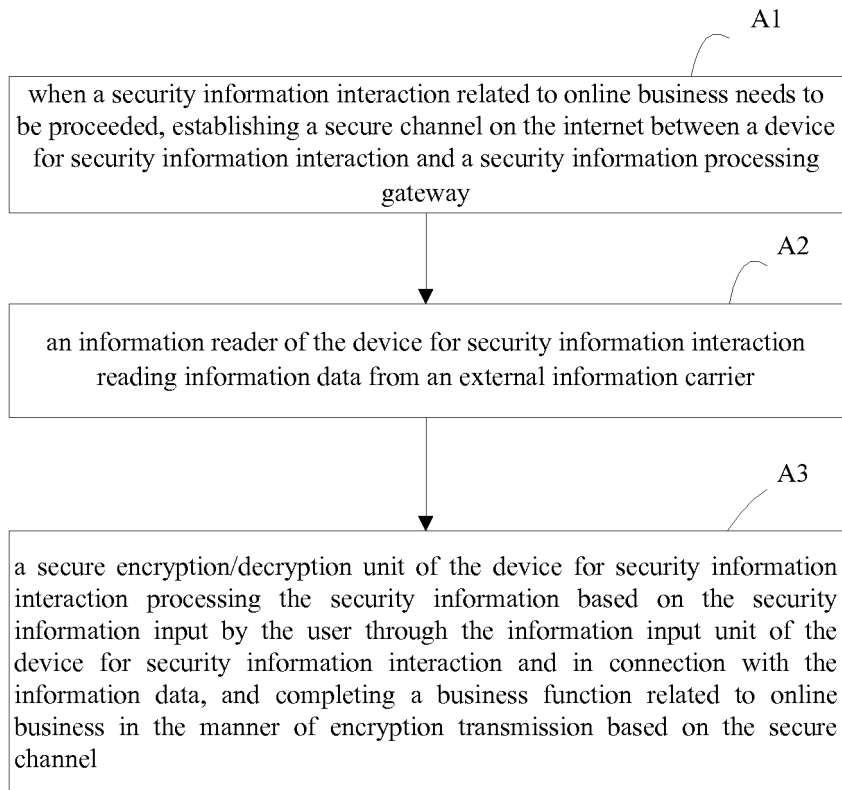 A1
when a security information interaction related to online business needs to
be proceeded, establishing a secure channel on the internet between a device
for security information interaction and a security information processing
gateway
A2
an information reader of the device for security information interaction
reading information data from an external information carrier
A3
a secure encryption/decryption unit of the device for security information
interaction processing the security information based on the security
information input by the user through the information input unit of the
device for security information interaction and in connection with the
information data, and completing a business function related to online
business in the manner of encryption transmission based on the secure
channel